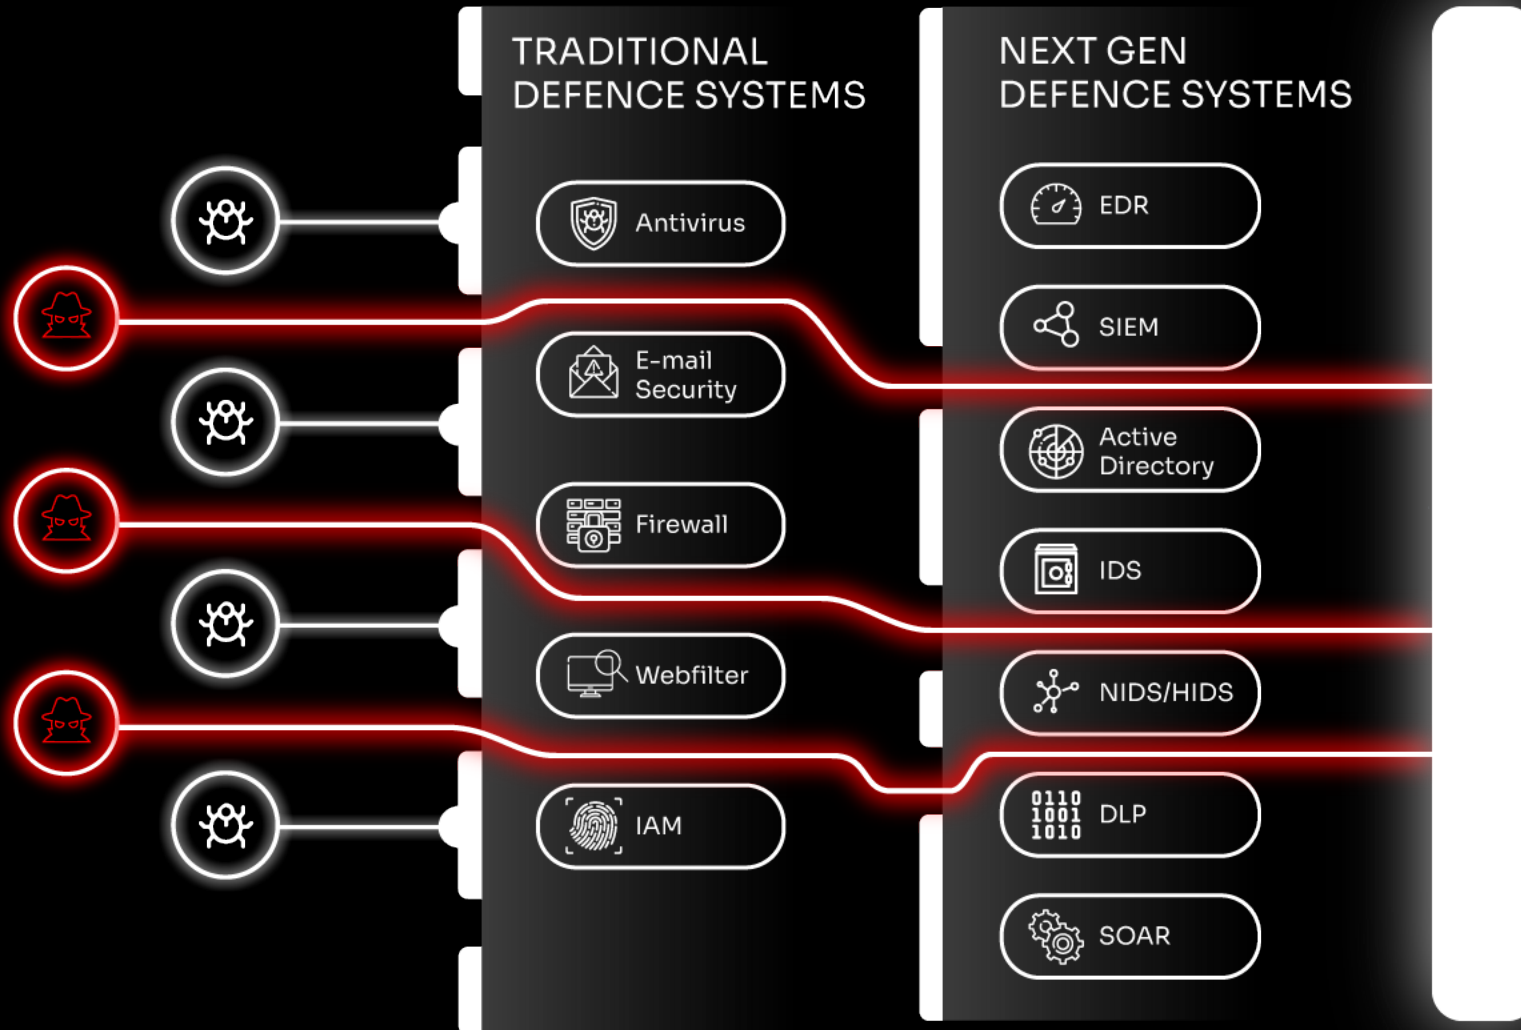 TRADITIONAL
DEFENCE SYSTEMS
Antivirus
E-mail
Security
Firewall
Webfilter
IAM
NEXT GEN
DEFENCE SYSTEMS
EDR
SIEM
Active
Directory
IDS
NIDS/HIDS
0110
1001
1010
DLP
SOAR